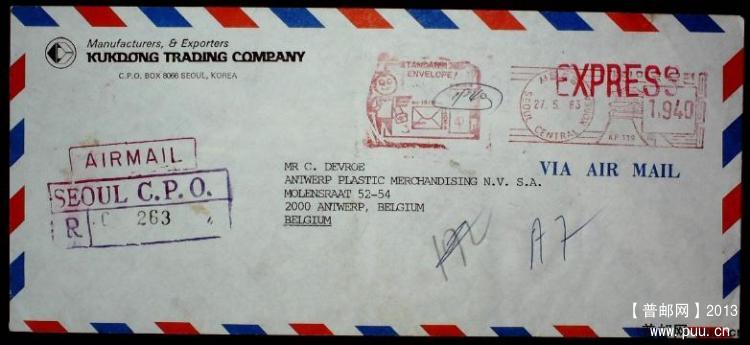 Manufacturers, & Exporters
KUKDONG TRADING COMPANY
C.P.O. BOX 8066 SEOUL, KOREA
STANDARD
ENVELOPE!
EXPRESS
SEOUL CENTRAL
27. 5. 83
1,940
AIRMAIL
SEOUL C.P.O.
R
C 263
MR C. DEVROE
ANTWERP PLASTIC MERCHANDISING N.V. S.A.
MOLENSRAAT 52-54
2000 ANTWERP, BELGIUM
BELGIUM
VIA AIR MAIL
A7
【普邮网】2013
www.puu.cn